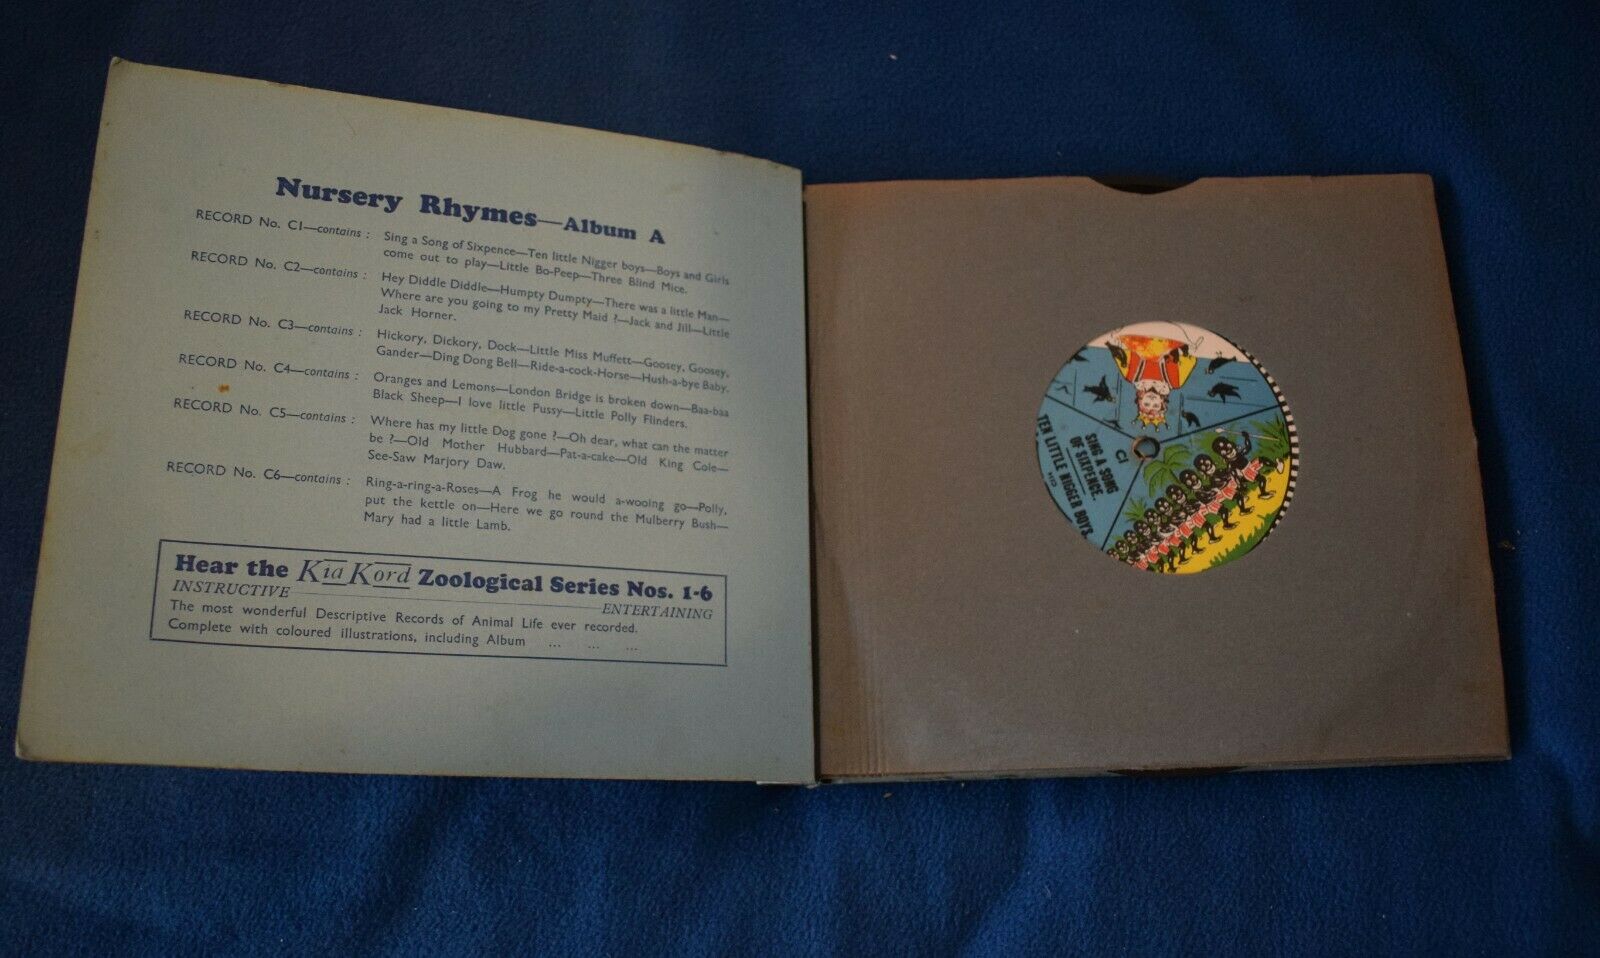 Nursery Rhymes—Album A
RECORD No. C1—contains : Sing a Song of Sixpence—Ten little Nigger boys—Boys and Girls
come out to play—Little Bo-Peep—Three Blind Mice.
RECORD No. C2—contains : Hey Diddle Diddle—Humpty Dumpty—There was a little Man—
Where are you going to my Pretty Maid ?—Jack and Jill—Little
Jack Horner.
RECORD No. C3—contains : Hickory, Dickory, Dock—Little Miss Muffett—Goosey, Goosey,
Gander—Ding Dong Bell—Ride-a-cock-Horse—Hush-a-bye Baby.
RECORD No. C4—contains : Oranges and Lemons—London Bridge is broken down—Baa-baa
Black Sheep—I love little Pussy—Little Polly Flinders.
RECORD No. C5—contains : Where has my little Dog gone ?—Oh dear, what can the matter
be ?—Old Mother Hubbard—Pat-a-cake—Old King Cole—
See-Saw Marjory Daw.
RECORD No. C6—contains : Ring-a-ring-a-Roses—A Frog he would a-wooing go—Polly,
put the kettle on—Here we go round the Mulberry Bush—
Mary had a little Lamb.
Hear the Kia Kord Zoological Series Nos. 1-6
INSTRUCTIVE ENTERTAINING
The most wonderful Descriptive Records of Animal Life ever recorded.
Complete with coloured illustrations, including Album ... ... ...
C1
SING A SONG
OF SIXPENCE.
TEN LITTLE NIGGER BOYS.